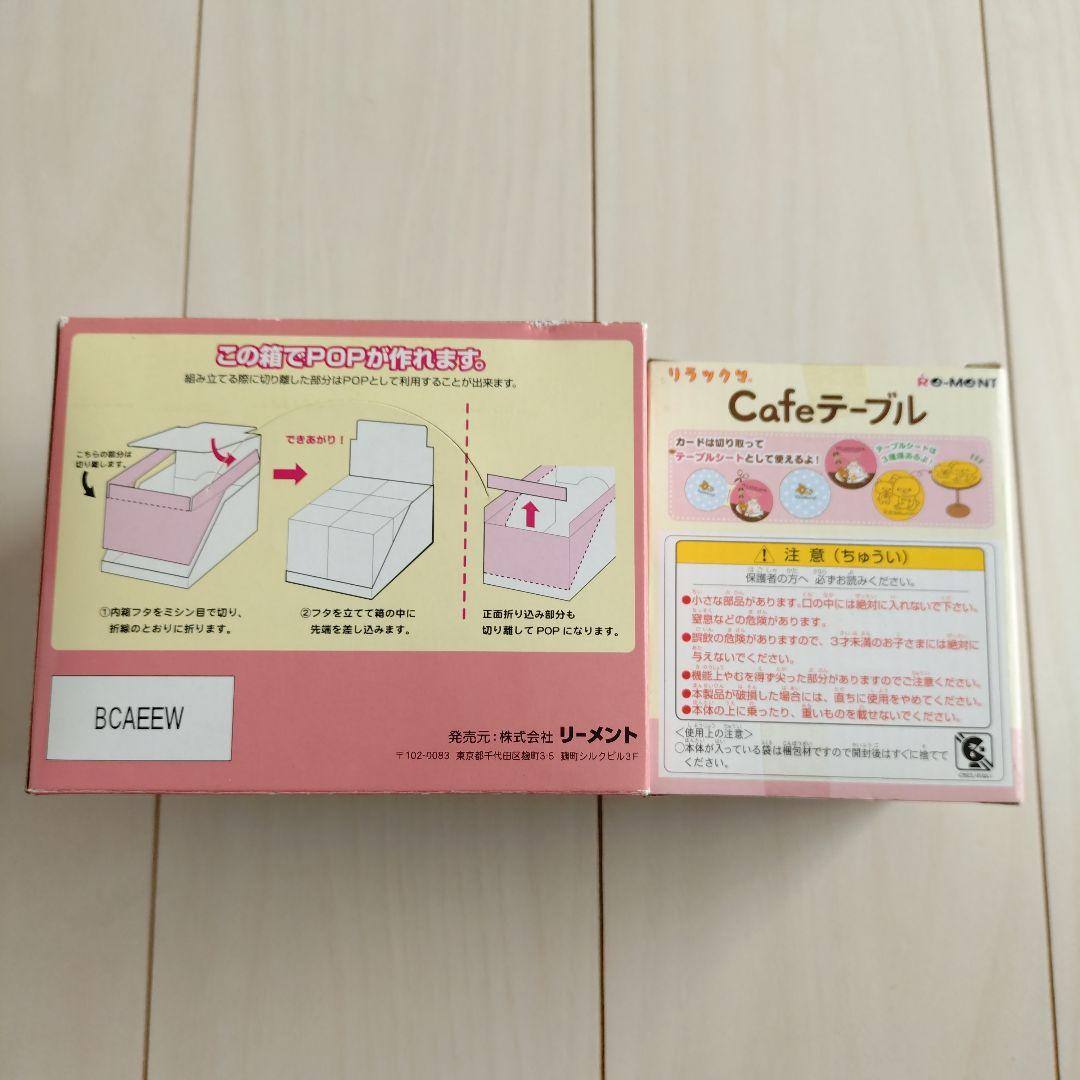 この箱でPOPが作れます。
組み立てる際に切り離した部分はPOPとして利用することが出来ます。
こちらの部分は
切り離します。
できあがり！
①内箱フタをミシン目で切り、
折線のとおりに折ります。
②フタを立てて箱の中に
先端を差し込みます。
正面折り込み部分も
切り離してPOPになります。
BCAEEW
発売元：株式会社 リーメント
〒102-0083 東京都千代田区麹町3-5 麹町シルクビル3F
リラックマ
RE-MENT
Cafeテーブル
カードは切り取って
テーブルシートとして使えるよ！
テーブルシートは
3種類あるよ！
注意（ちゅうい）
保護者の方へ 必ずお読みください。
●小さな部品があります。口の中には絶対に入れないで下さい。
窒息などの危険があります。
●誤飲の危険がありますので、3才未満のお子さまには絶対に
与えないでください。
●機能上やむを得ず尖った部分がありますのでご注意ください。
●本製品が破損した場合には、直ちに使用をやめてください。
●本体の上に乗ったり、重いものを載せないでください。
＜使用上の注意＞
○本体が入っている袋は梱包材ですので開封後はすぐに捨てて
ください。